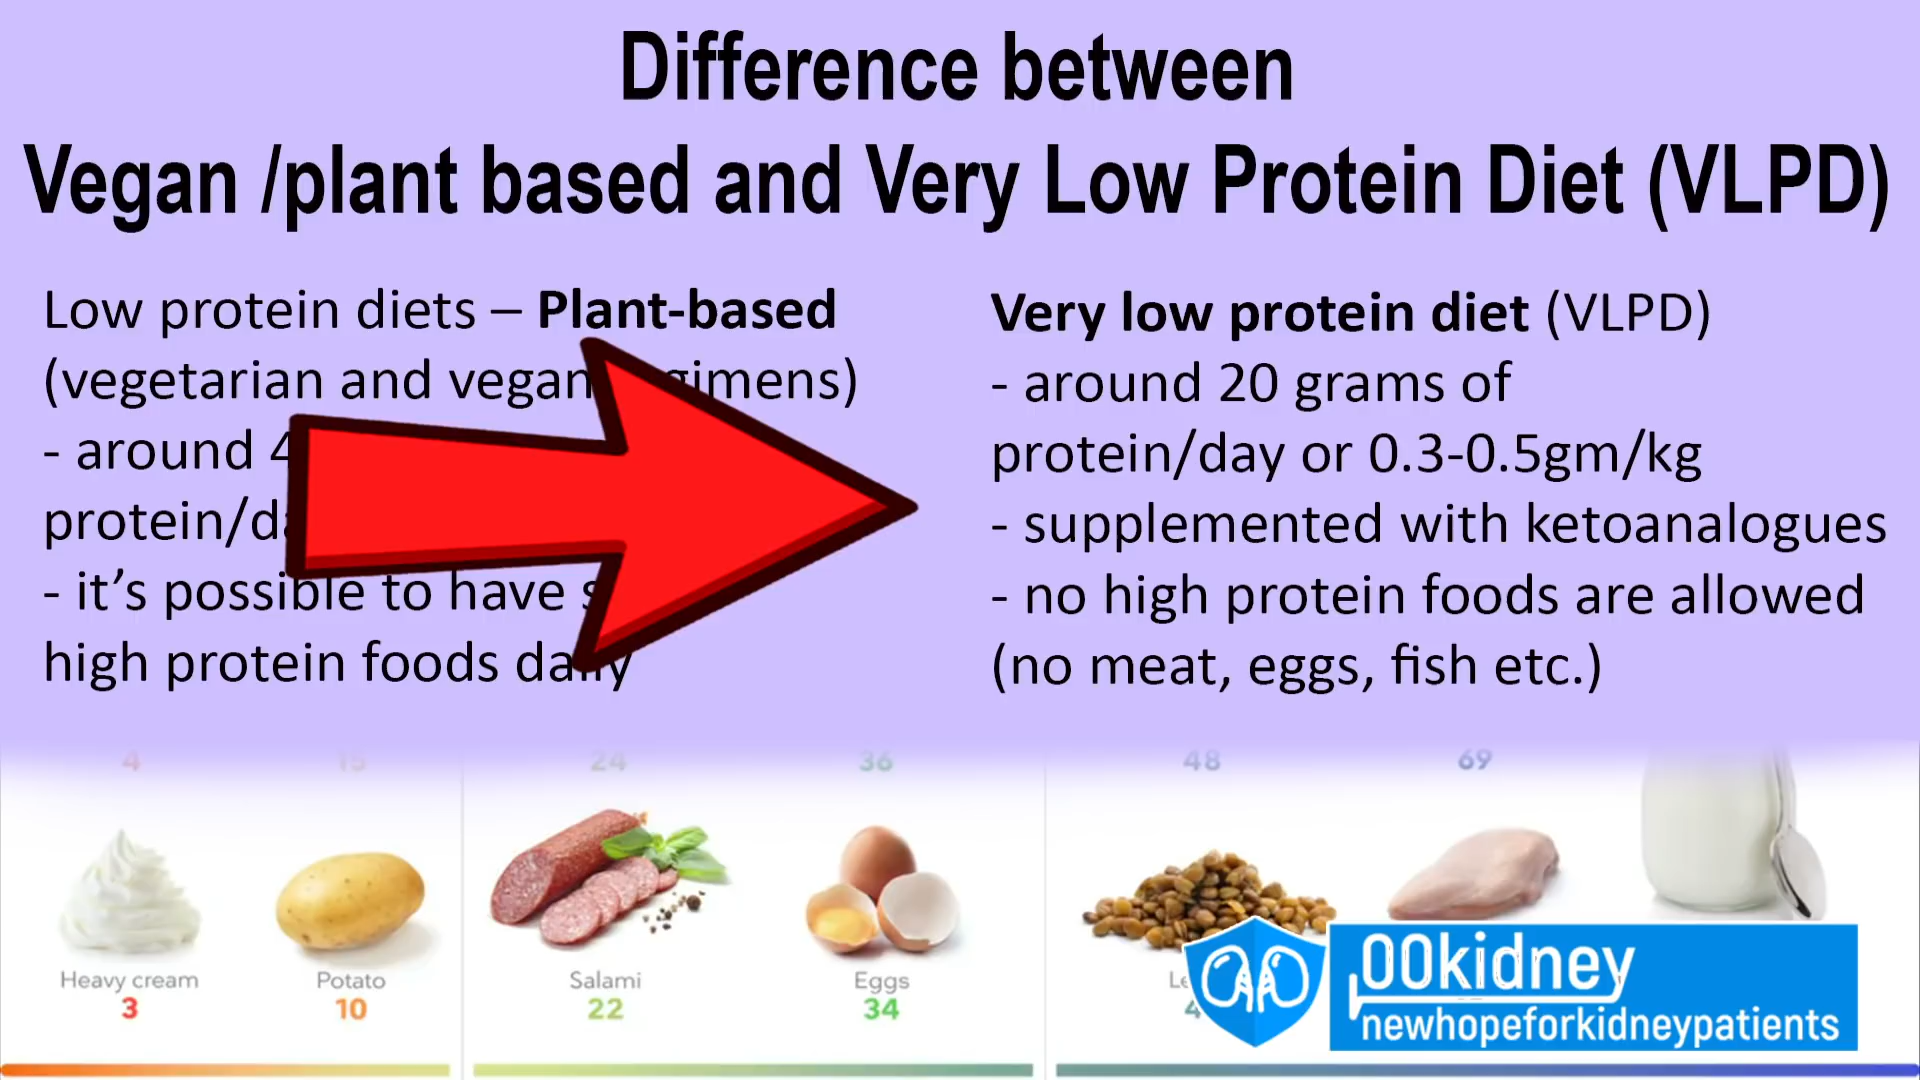 Difference between
Vegan /plant based and Very Low Protein Diet (VLPD)
Low protein diets – Plant-based
(vegetarian and vegan
- around
- it's possible to have
high protein foods daily
Very low protein diet (VLPD)
- around 20 grams of
protein/day or 0.3-0.5gm/kg
- supplemented with ketoanalogues
- no high protein foods are allowed
(no meat, eggs, fish etc.)
4 15 24 36 48 69
Heavy cream
3
Potato
10
Salami
22
Eggs
34
00kidney
newhopeforkidneypatients